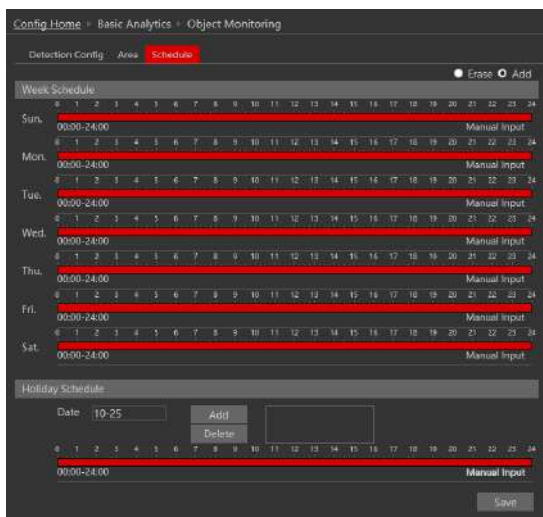 Config Home ▸ Basic Analytics ▸ Object Monitoring
Detection Config Area Schedule
Erase Add
Week Schedule
0 1 2 3 4 5 6 7 8 9 10 11 12 13 14 15 16 17 18 19 20 21 22 23 24
Sun.
00:00-24:00 Manual Input
0 1 2 3 4 5 6 7 8 9 10 11 12 13 14 15 16 17 18 19 20 21 22 23 24
Mon.
00:00-24:00 Manual Input
0 1 2 3 4 5 6 7 8 9 10 11 12 13 14 15 16 17 18 19 20 21 22 23 24
Tue.
00:00-24:00 Manual Input
0 1 2 3 4 5 6 7 8 9 10 11 12 13 14 15 16 17 18 19 20 21 22 23 24
Wed.
00:00-24:00 Manual Input
0 1 2 3 4 5 6 7 8 9 10 11 12 13 14 15 16 17 18 19 20 21 22 23 24
Thu.
00:00-24:00 Manual Input
0 1 2 3 4 5 6 7 8 9 10 11 12 13 14 15 16 17 18 19 20 21 22 23 24
Fri.
00:00-24:00 Manual Input
0 1 2 3 4 5 6 7 8 9 10 11 12 13 14 15 16 17 18 19 20 21 22 23 24
Sat.
00:00-24:00 Manual Input
Holiday Schedule
Date 10-25 Add
Delete
0 1 2 3 4 5 6 7 8 9 10 11 12 13 14 15 16 17 18 19 20 21 22 23 24
00:00-24:00 Manual Input
Save